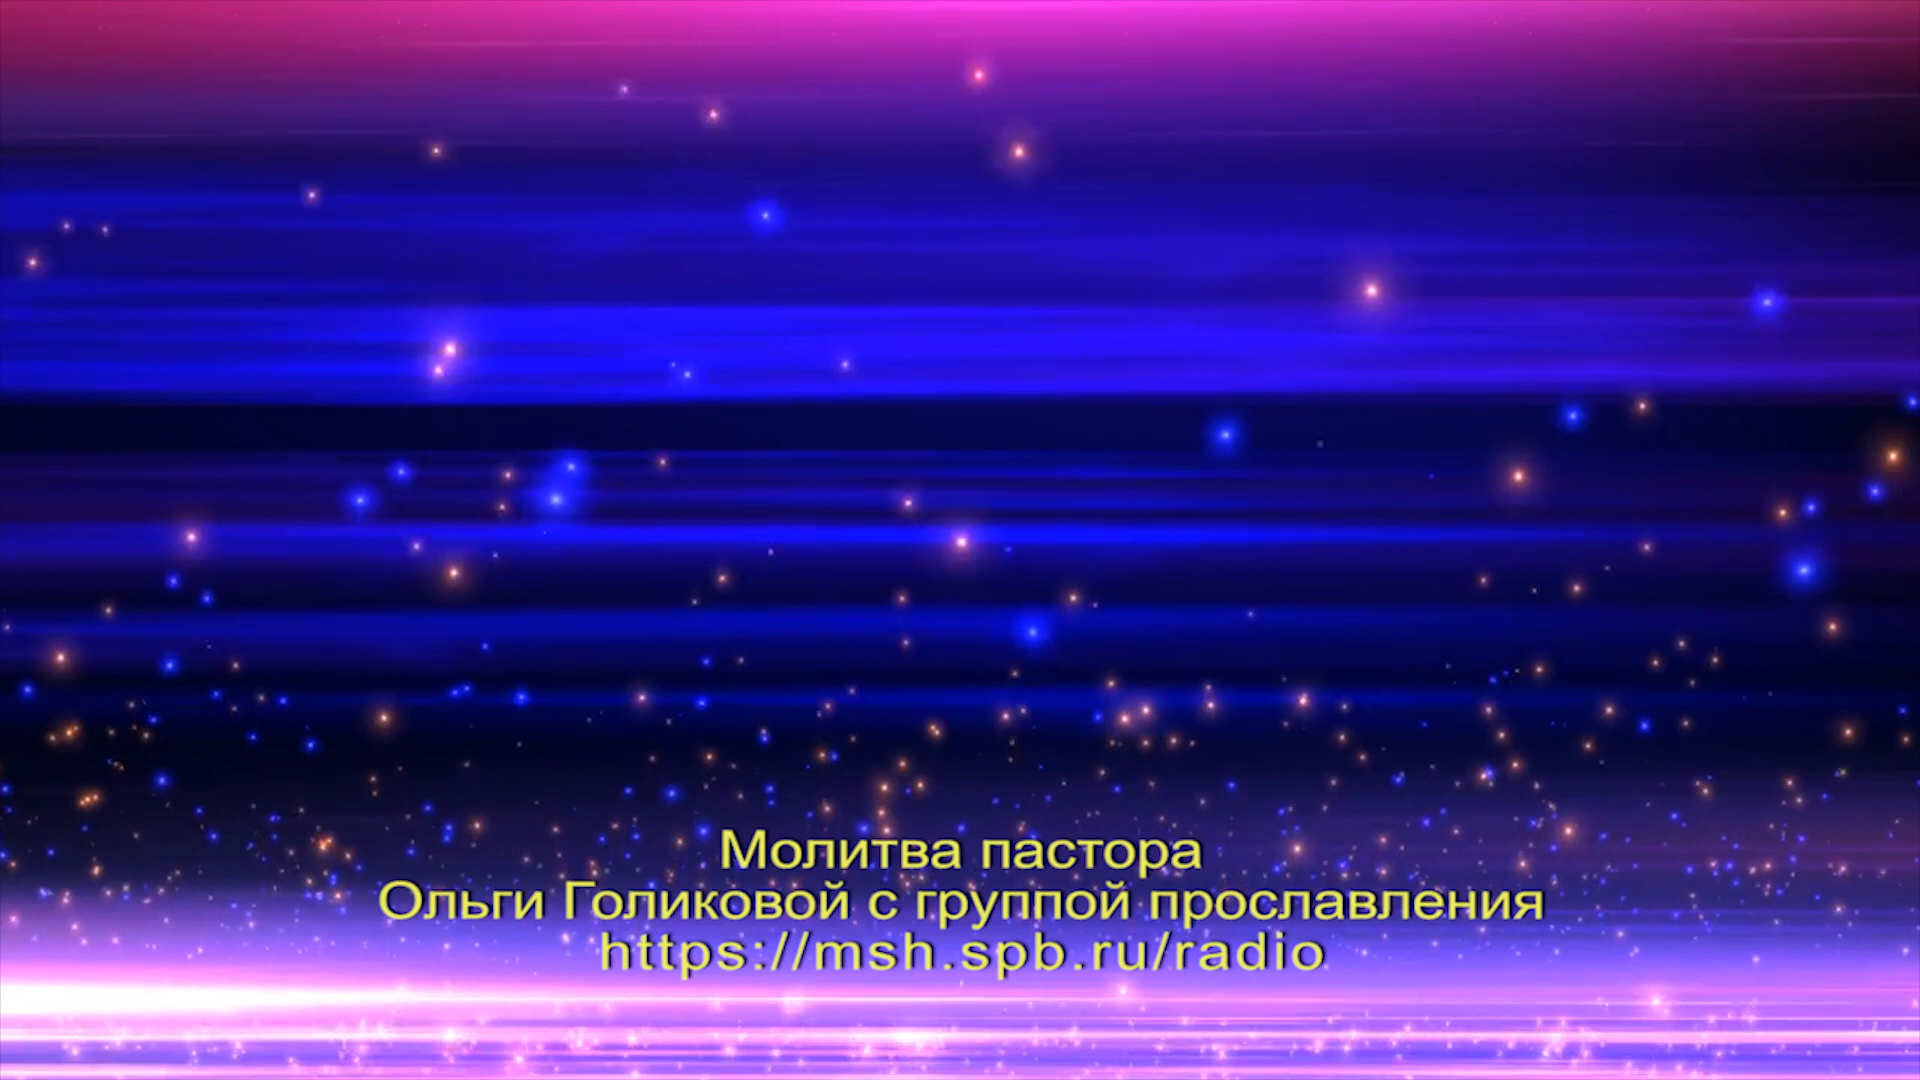 Молитва пастора
Ольги Голиковой с группой прославления
https://msh.spb.ru/radio